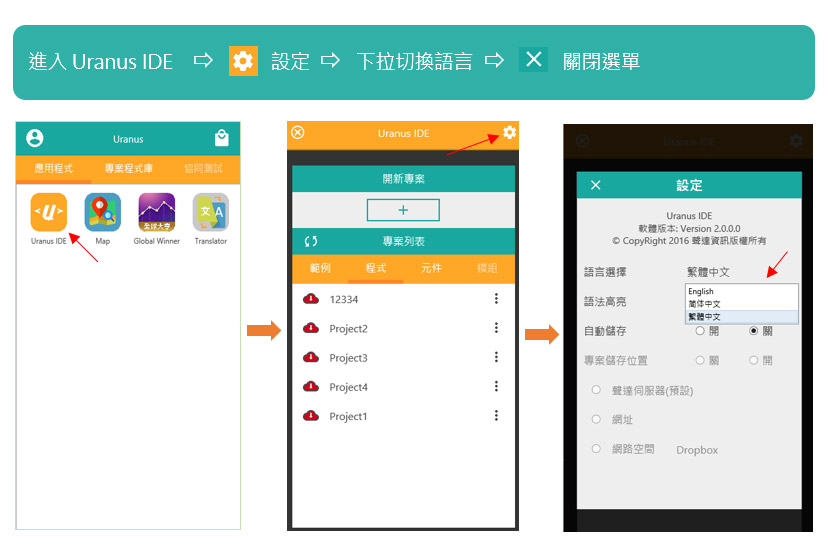 進入 Uranus IDE ⇨ 設定 ⇨ 下拉切換語言 ⇨ × 關閉選單
Uranus
應用程式 專案程式庫 協同測試
全球大亨
Uranus IDE Map Global Winner Translator
Uranus IDE
開新專案
+
專案列表
範例 程式 元件 模組
12334
Project2
Project3
Project4
Project1
Uranus IDE
× 設定
Uranus IDE
軟體版本: Version 2.0.0.0
© CopyRight 2016 聲達資訊版權所有
語言選擇 繁體中文
English
简体中文
繁體中文
語法高亮
自動儲存 開 關
專案儲存位置 關 開
聲達伺服器(預設)
網址
網路空間 Dropbox